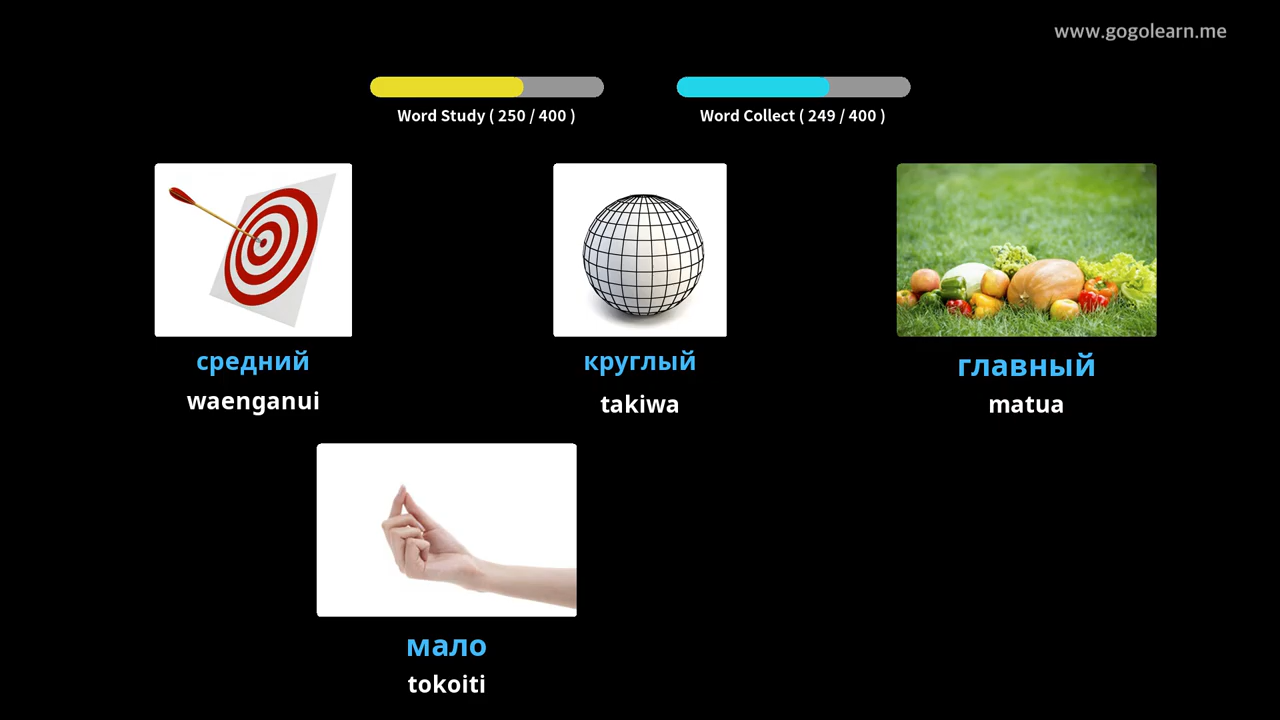 www.gogolearn.me
Word Study ( 250 / 400 )
Word Collect ( 249 / 400 )
средний
круглый
главный
waenganui
takiwa
matua
мало
tokoiti